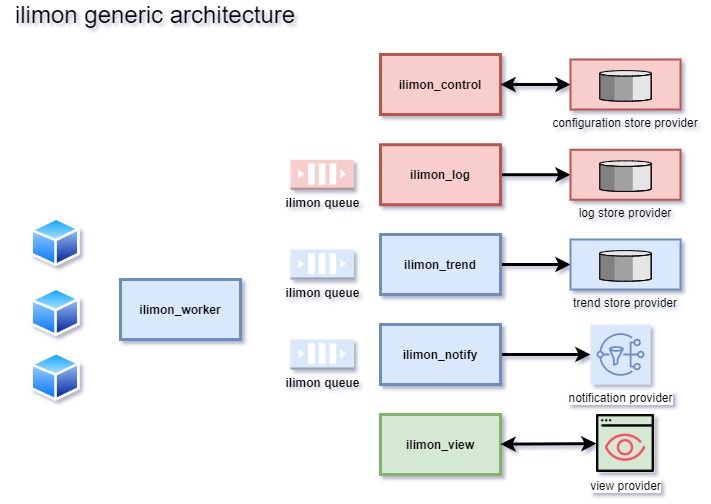 ilimon generic architecture
ilimon_control
configuration store provider
ilimon queue
ilimon_log
log store provider
ilimon queue
ilimon_trend
trend store provider
ilimon_worker
ilimon queue
ilimon_notify
notification provider
ilimon_view
view provider